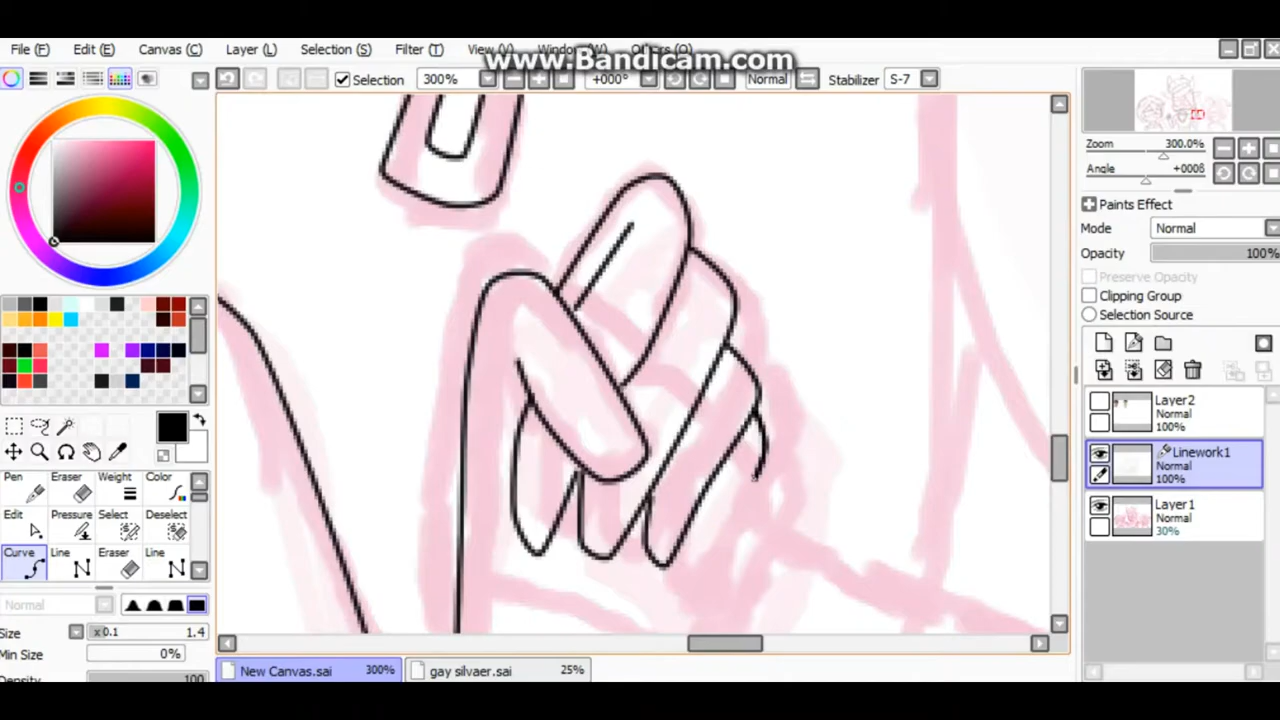 File (F) Edit (E) Canvas (C) Layer (L) Selection (S) Filter (T) View (V) Window (W) Others (O)
www.Bandicam.com
Selection 300% +000° Normal Stabilizer S-7
Zoom 300.0%
Angle +0006
Paints Effect
Mode Normal
Opacity 100%
Preserve Opacity
Clipping Group
Selection Source
Layer2
Normal
100%
Linework1
Normal
100%
Layer1
Normal
30%
Pen Eraser Weight Color
Edit Pressure Select Deselect
Curve Line Eraser Line
Normal
Size x0.1 1.4
Min Size 0%
Density 100
New Canvas.sai 300% gay silvaer.sai 25%